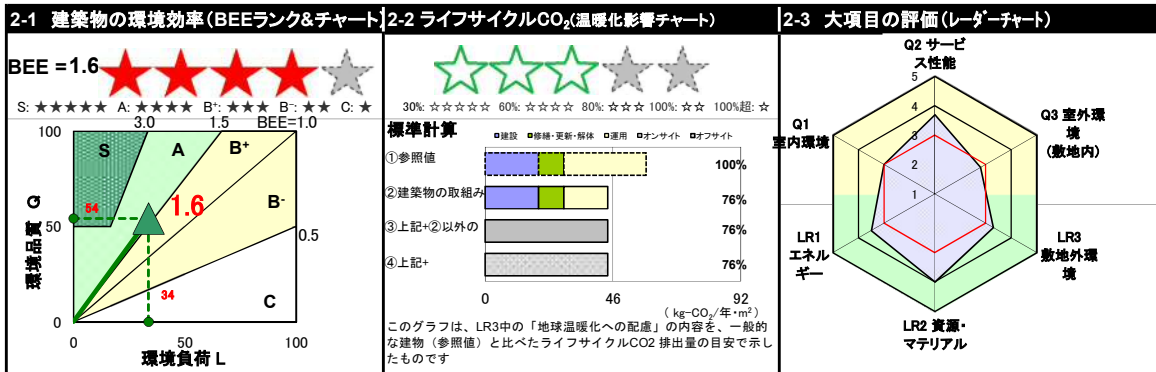 2-1 建築物の環境効率(BEEランク&チャート)
BEE = 1.6
S: ★★★★★ A: ★★★★ B⁺: ★★★ B⁻: ★★ C: ★
3.0 1.5 BEE=1.0
100
S A B⁺
1.6
54
B⁻
50
0.5
34
C
0
0 50 100
環境品質 Q
環境負荷 L
2-2 ライフサイクルCO₂(温暖化影響チャート)
30%: ☆☆☆☆☆ 60%: ☆☆☆☆ 80%: ☆☆☆ 100%: ☆☆ 100%超: ☆
標準計算
■建設 ■修繕・更新・解体 ■運用 ■オンサイト ■オフサイト
①参照値 100%
②建築物の取組み 76%
③上記+②以外の 76%
④上記+ 76%
0 46 92
( kg-CO₂/年・m²)
このグラフは、LR3中の「地球温暖化への配慮」の内容を、一般的
な建物(参照値)と比べたライフサイクルCO2 排出量の目安で示し
たものです
2-3 大項目の評価(レーダーチャート)
Q2 サービ
ス性能
5
4
3
2
1
Q1
室内環境
Q3 室外環
境
(敷地内)
LR1
エネル
ギー
LR3
敷地外環
境
LR2 資源・
マテリアル